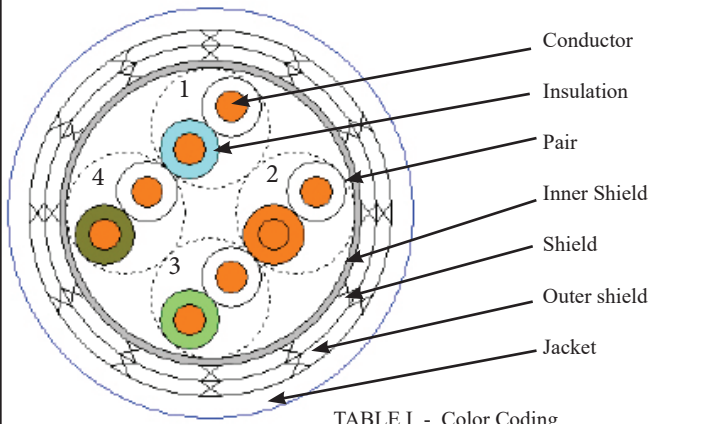 Conductor
1
Insulation
Pair
2
4
Inner Shield
Shield
3
Outer shield
Jacket
TABLE I - Color Coding